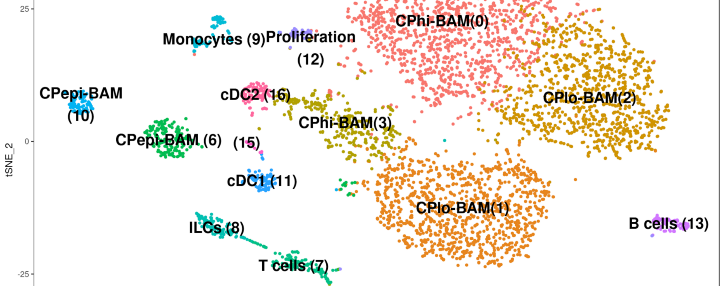 25
CPhi-BAM(0)
Monocytes (9)
Proliferation
(12)
CPepi-BAM
(10)
cDC2 (16)
CPlo-BAM(2)
CPhi-BAM(3)
CPepi-BAM (6)
(15)
0
tSNE_2
cDC1 (11)
CPlo-BAM(1)
ILCs (8)
B cells (13)
T cells (7)
-25